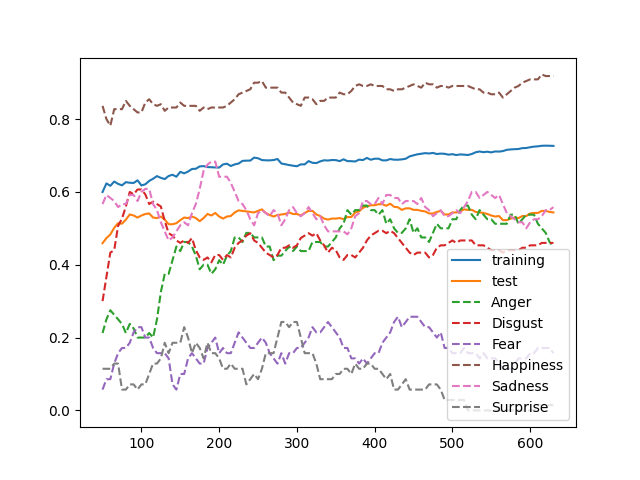 0.8
0.6
0.4
0.2
0.0
100
200
300
400
500
600
training
test
Anger
Disgust
Fear
Happiness
Sadness
Surprise